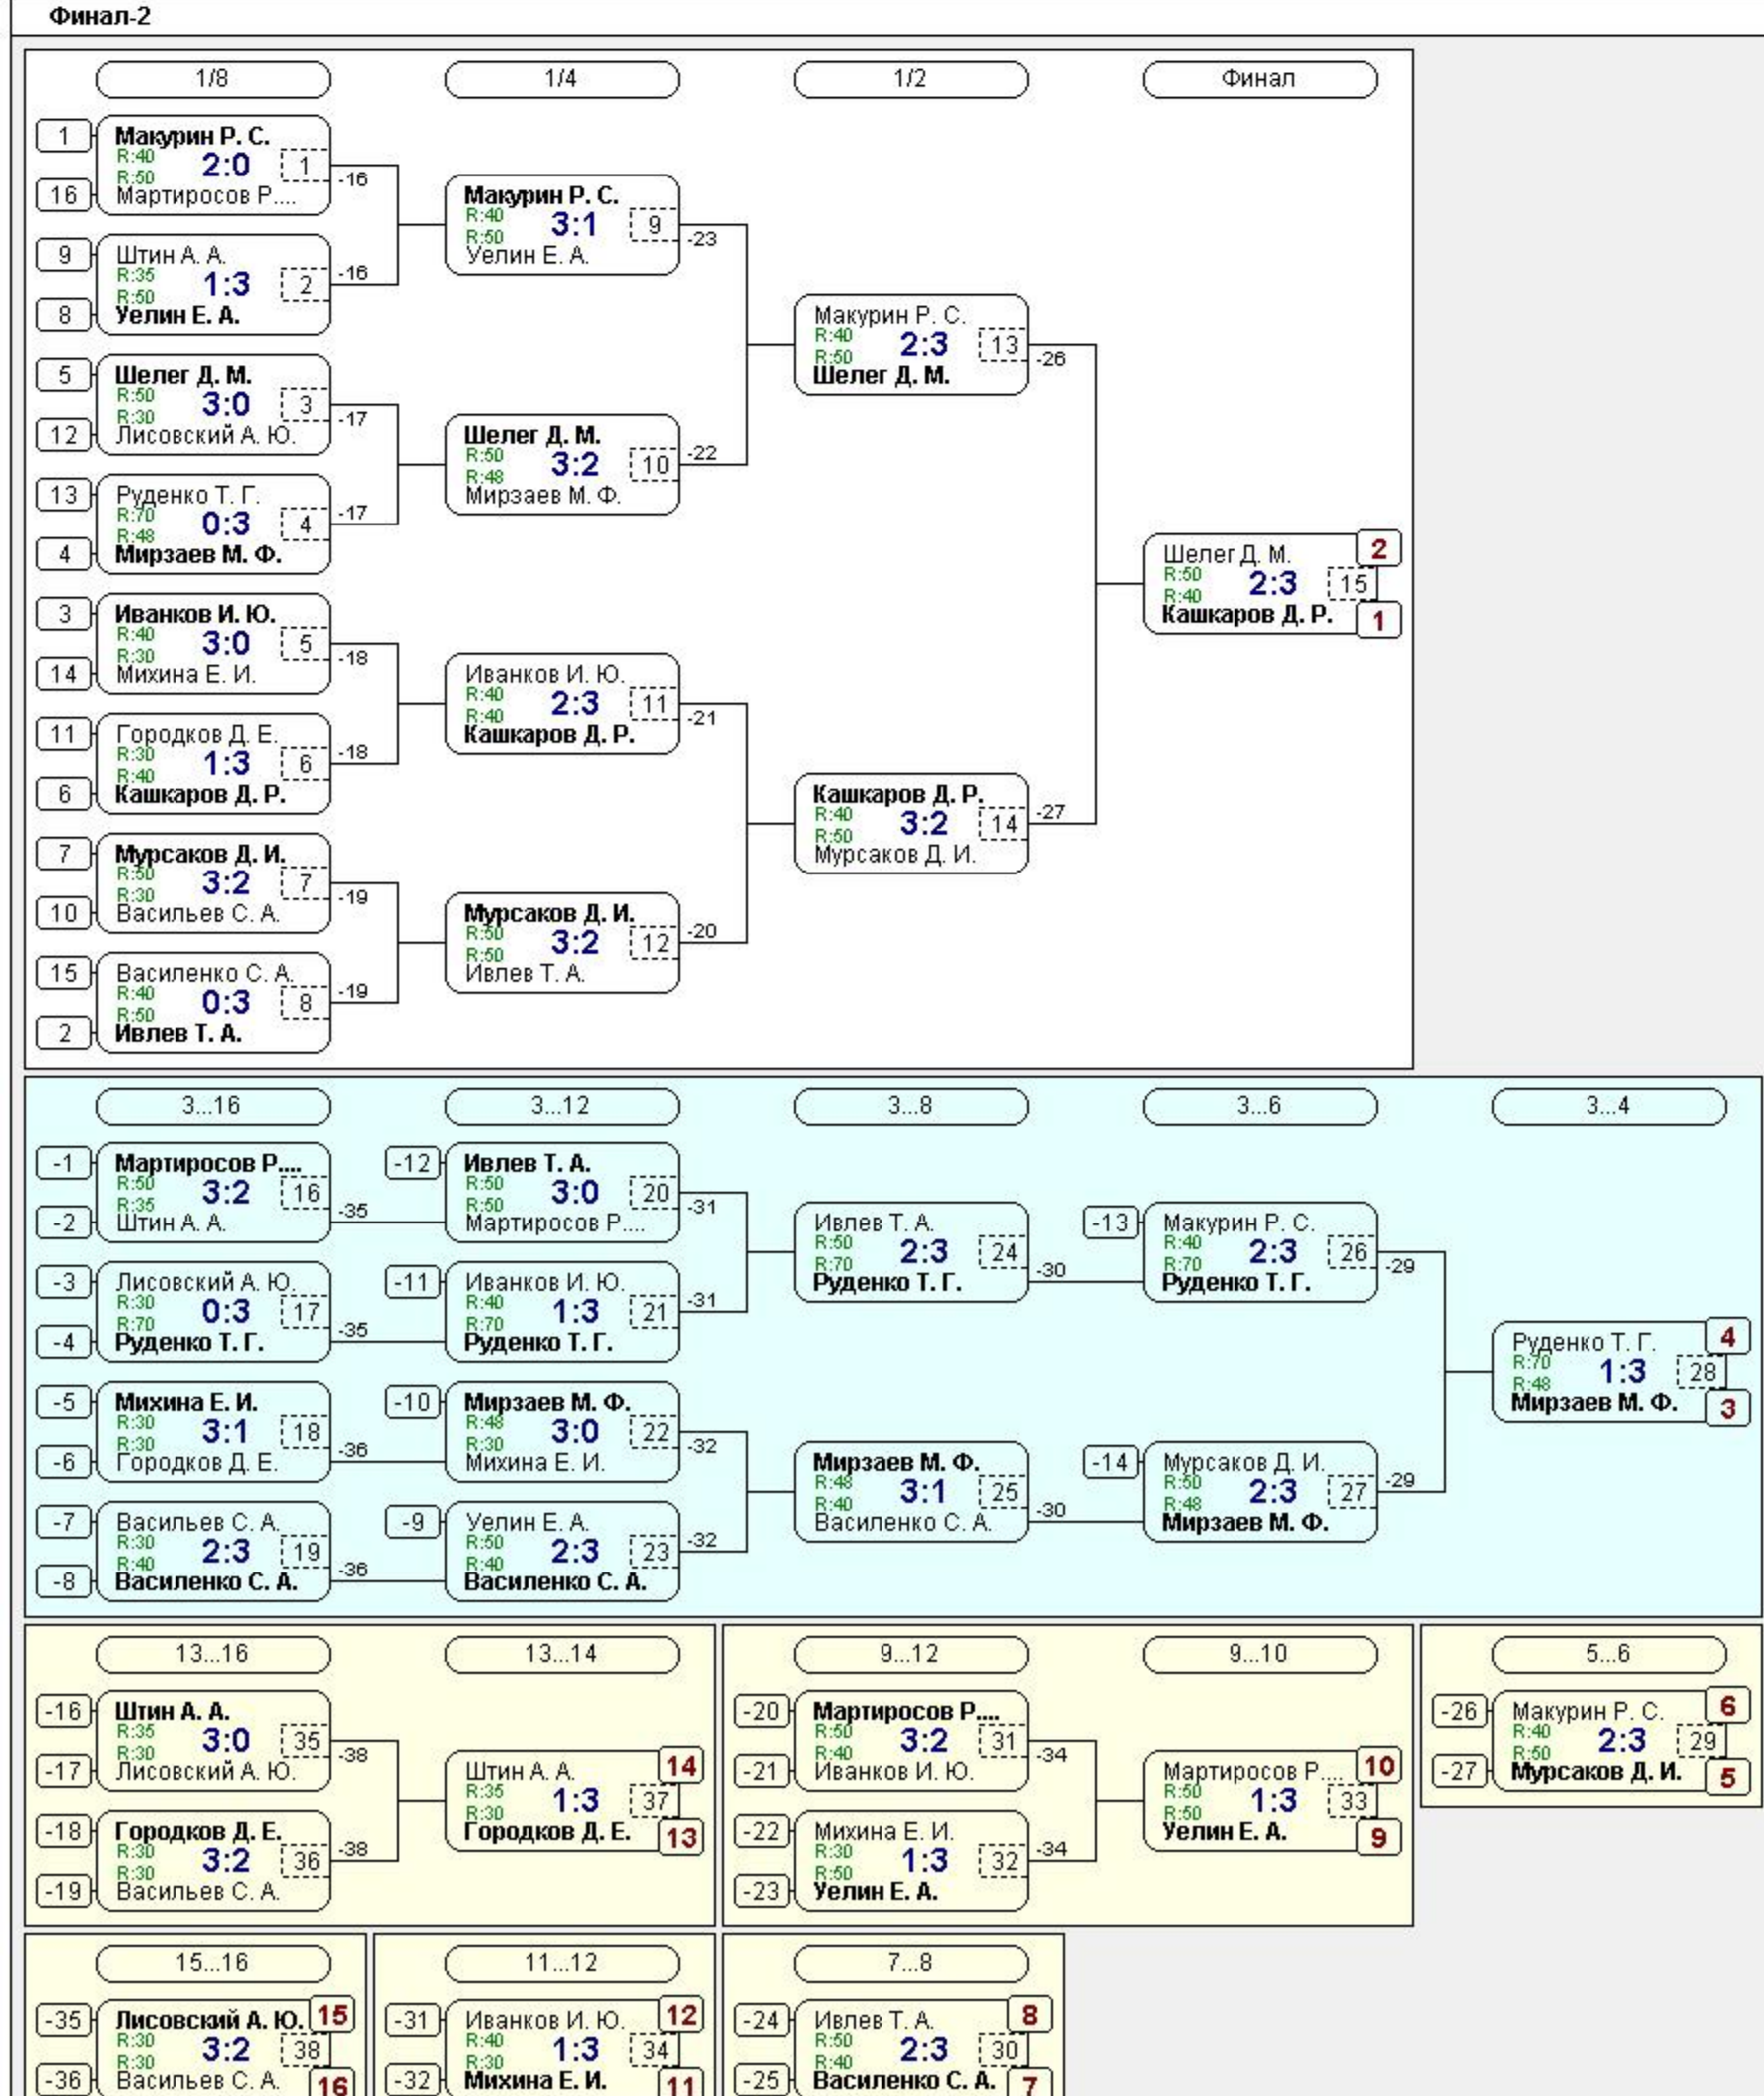 Финал-2
1/8 1/4 1/2 Финал
1 Макурин Р. С.
R:40 2:0 1
R:50 -16
16 Мартиросов Р....
9 Штин А. А.
R:35 1:3 2 -16
R:50
8 Уелин Е. А.
5 Шелег Д. М.
R:50 3:0 3
R:30 -17
12 Лисовский А. Ю.
13 Руденко Т. Г.
R:70 0:3 4 -17
R:48
4 Мирзаев М. Ф.
3 Иванков И. Ю.
R:40 3:0 5
R:30 -18
14 Михина Е. И.
11 Городков Д. Е.
R:30 1:3 6 -18
R:40
6 Кашкаров Д. Р.
7 Мурсаков Д. И.
R:50 3:2 7
R:30 -19
10 Васильев С. А.
15 Василенко С. А.
R:40 0:3 8 -19
R:50
2 Ивлев Т. А.
Макурин Р. С.
R:40 3:1 9
R:50 -23
Уелин Е. А.
Шелег Д. М.
R:50 3:2 10 -22
R:48
Мирзаев М. Ф.
Иванков И. Ю.
R:40 2:3 11
R:40 -21
Кашкаров Д. Р.
Мурсаков Д. И.
R:50 3:2 12 -20
R:50
Ивлев Т. А.
Макурин Р. С.
R:40 2:3 13
R:50 -26
Шелег Д. М.
Кашкаров Д. Р.
R:40 3:2 14 -27
R:50
Мурсаков Д. И.
Шелег Д. М. 2
R:50 2:3 15
R:40
Кашкаров Д. Р. 1
3...16 3...12 3...8 3...6 3...4
-1 Мартиросов Р....
R:50 3:2 16
R:35 -35
-2 Штин А. А.
-3 Лисовский А. Ю.
R:30 0:3 17
R:70 -35
-4 Руденко Т. Г.
-5 Михина Е. И.
R:30 3:1 18
R:30 -36
-6 Городков Д. Е.
-7 Васильев С. А.
R:30 2:3 19
R:40 -36
-8 Василенко С. А.
-12 Ивлев Т. А.
R:50 3:0 20
R:50 -31
Мартиросов Р....
-11 Иванков И. Ю.
R:40 1:3 21 -31
R:70
Руденко Т. Г.
-10 Мирзаев М. Ф.
R:48 3:0 22
R:30 -32
Михина Е. И.
-9 Уелин Е. А.
R:50 2:3 23 -32
R:40
Василенко С. А.
Ивлев Т. А.
R:50 2:3 24
R:70 -30
Руденко Т. Г.
Мирзаев М. Ф.
R:48 3:1 25
R:40 -30
Василенко С. А.
-13 Макурин Р. С.
R:40 2:3 26
R:70 -29
Руденко Т. Г.
-14 Мурсаков Д. И.
R:50 2:3 27 -29
R:48
Мирзаев М. Ф.
Руденко Т. Г. 4
R:70 1:3 28
R:48
Мирзаев М. Ф. 3
13...16 13...14
-16 Штин А. А.
R:35 3:0 35
R:30 -38
-17 Лисовский А. Ю.
-18 Городков Д. Е.
R:30 3:2 36 -38
R:30
-19 Васильев С. А.
Штин А. А. 14
R:35 1:3 37
R:30
Городков Д. Е. 13
9...12 9...10
-20 Мартиросов Р....
R:50 3:2 31
R:40 -34
-21 Иванков И. Ю.
-22 Михина Е. И.
R:30 1:3 32 -34
R:50
-23 Уелин Е. А.
Мартиросов Р.... 10
R:50 1:3 33
R:50
Уелин Е. А. 9
5...6
-26 Макурин Р. С. 6
R:40 2:3 29
R:50
-27 Мурсаков Д. И. 5
15...16
-35 Лисовский А. Ю. 15
R:30 3:2 38
R:30
-36 Васильев С. А. 16
11...12
-31 Иванков И. Ю. 12
R:40 1:3 34
R:30
-32 Михина Е. И. 11
7...8
-24 Ивлев Т. А. 8
R:50 2:3 30
R:40
-25 Василенко С. А. 7